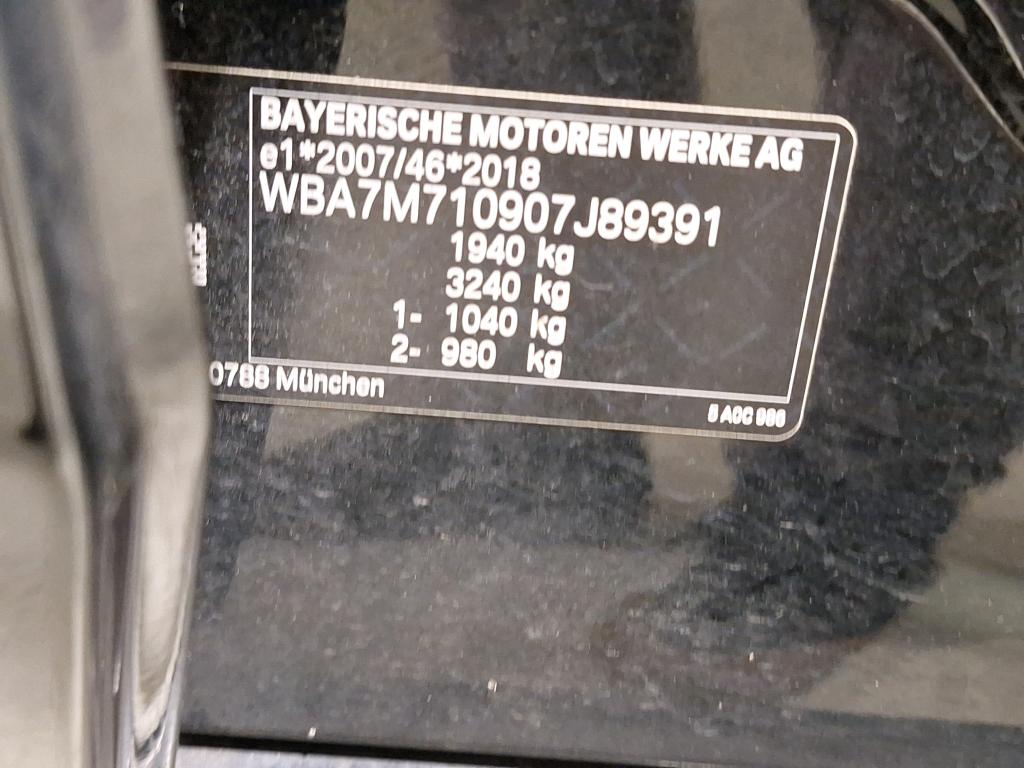 BAYERISCHE MOTOREN WERKE AG
e1*2007/46*2018
WBA7M710907J89391
1940 kg
3240 kg
1- 1040 kg
2- 980 kg
0788 München